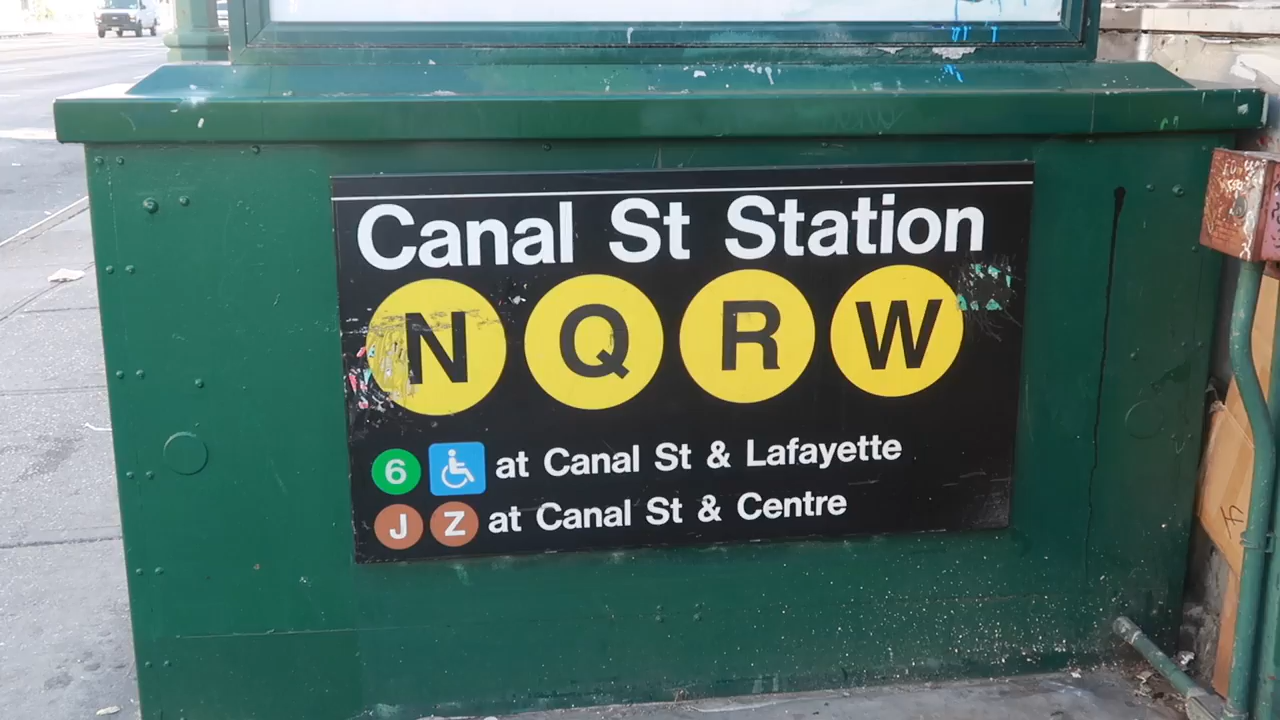 Canal St Station
N Q R W
6 at Canal St & Lafayette
J Z at Canal St & Centre